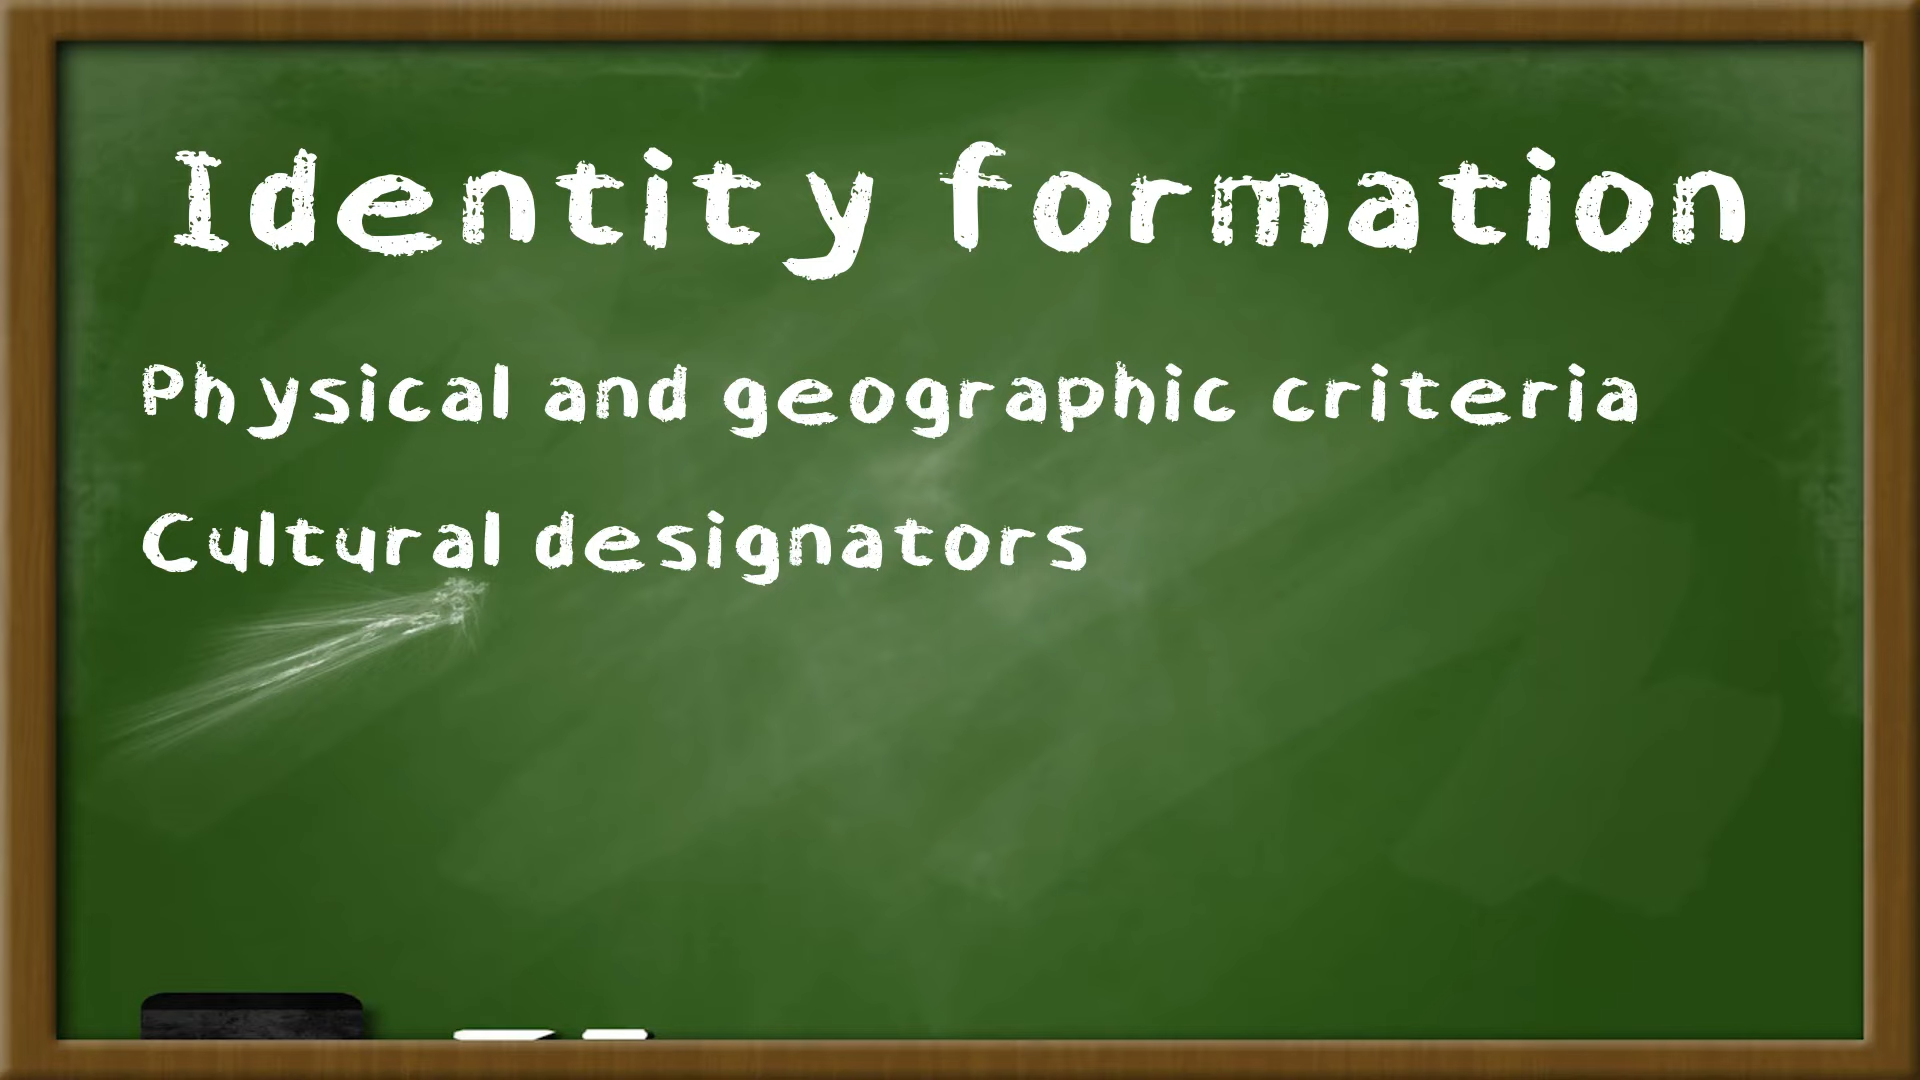 Identity formation
Physical and geographic criteria
Cultural designators